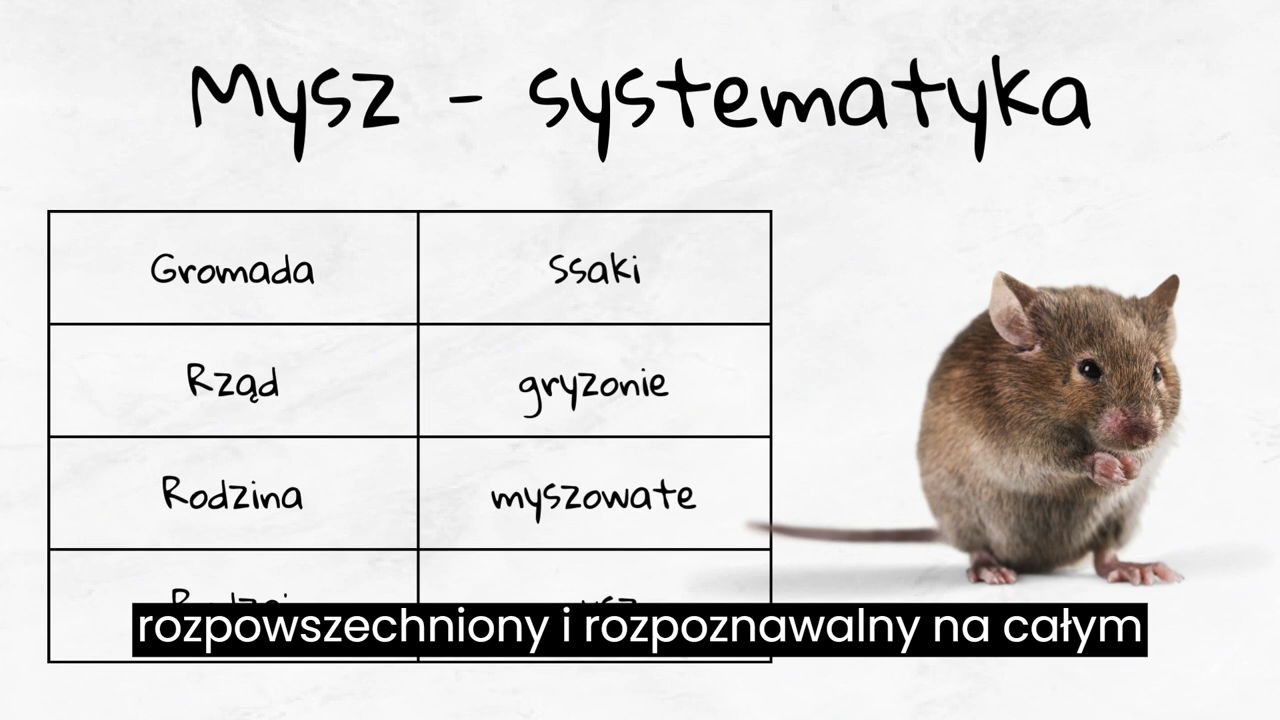 Mysz - systematyka
Gromada Ssaki
Rząd gryzonie
Rodzina myszowate
rozpowszechniony i rozpoznawalny na całym